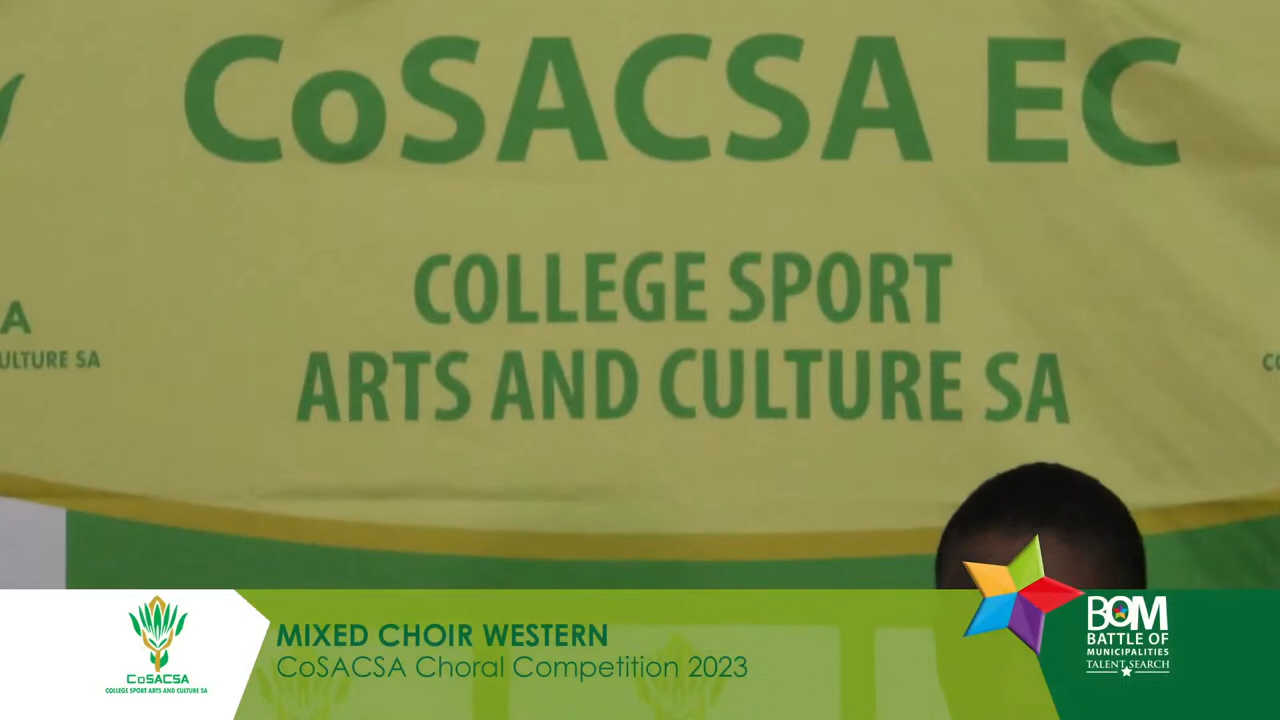 CoSACSA EC
COLLEGE SPORT
ARTS AND CULTURE SA
A
ULTURE SA
MIXED CHOIR WESTERN
CoSACSA Choral Competition 2023
CoSACSA
COLLEGE SPORT ARTS AND CULTURE SA
BOM
BATTLE OF
MUNICIPALITIES
TALENT SEARCH